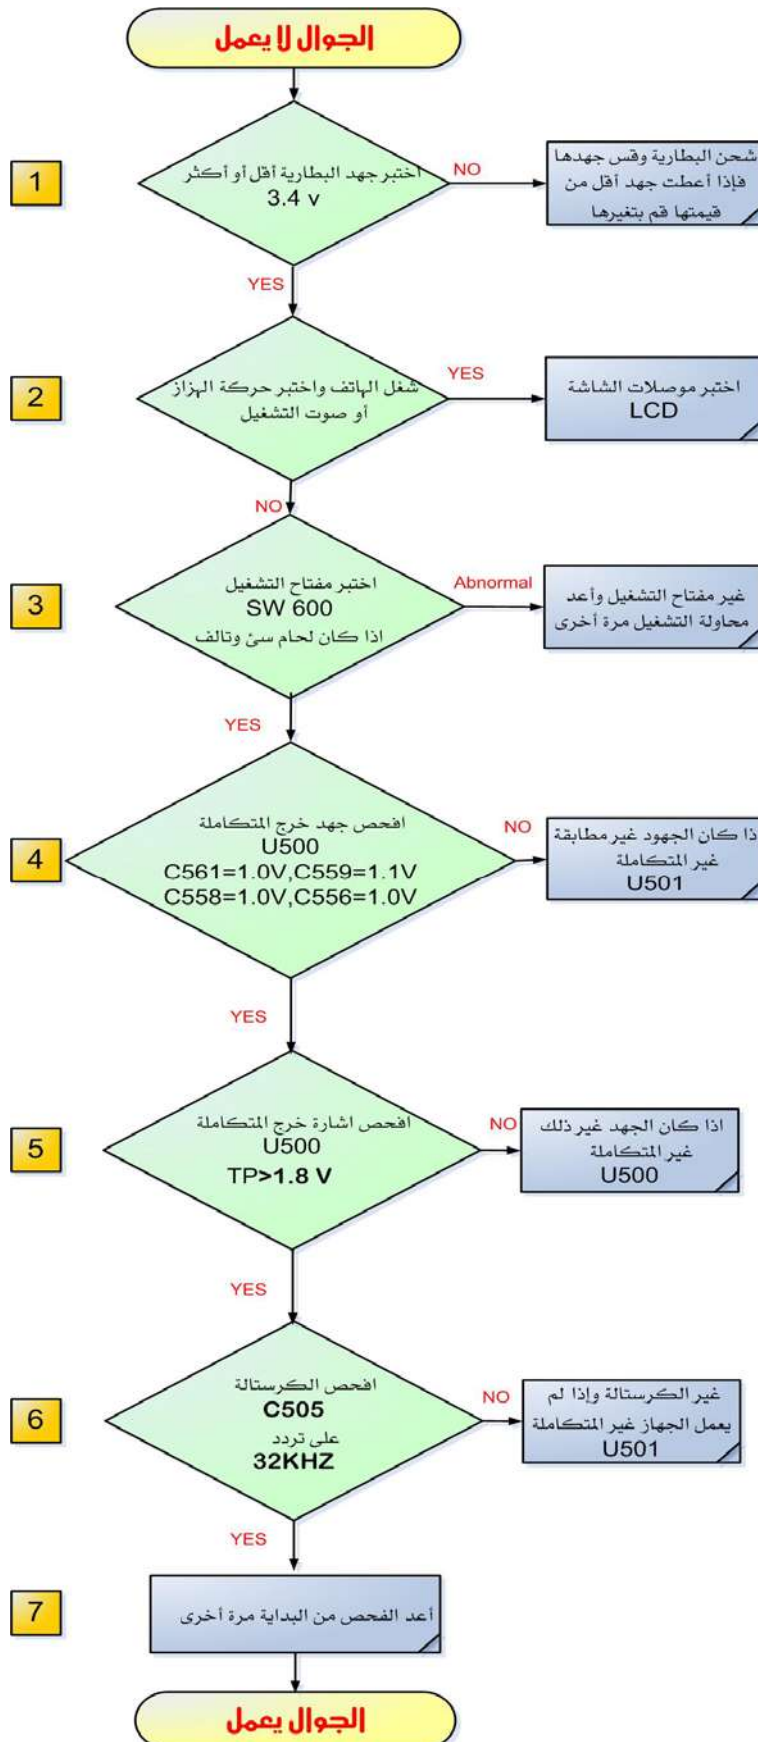 الجوال لا يعمل
1
اختبر جهد البطارية أقل أو أكثر
3.4 v
NO
شحن البطارية وقس جهدها
فإذا أعطت جهد أقل من
قيمتها قم بتغيرها
YES
2
شغل الهاتف واختبر حركة الهزاز
أو صوت التشغيل
YES
اختبر موصلات الشاشة
LCD
NO
3
اختبر مفتاح التشغيل
SW 600
اذا كان لحام سئ وتالف
Abnormal
غير مفتاح التشغيل وأعد
محاولة التشغيل مرة أخرى
YES
4
افحص جهد خرج المتكاملة
U500
C561=1.0V,C559=1.1V
C558=1.0V,C556=1.0V
NO
ذا كان الجهود غير مطابقة
غير المتكاملة
U501
YES
5
افحص اشارة خرج المتكاملة
U500
TP>1.8 V
NO
اذا كان الجهد غير ذلك
غير المتكاملة
U500
YES
6
افحص الكرستالة
C505
على تردد
32KHZ
NO
غير الكرستالة وإذا لم
يعمل الجهاز غير المتكاملة
U501
YES
7
أعد الفحص من البداية مرة أخرى
الجوال يعمل